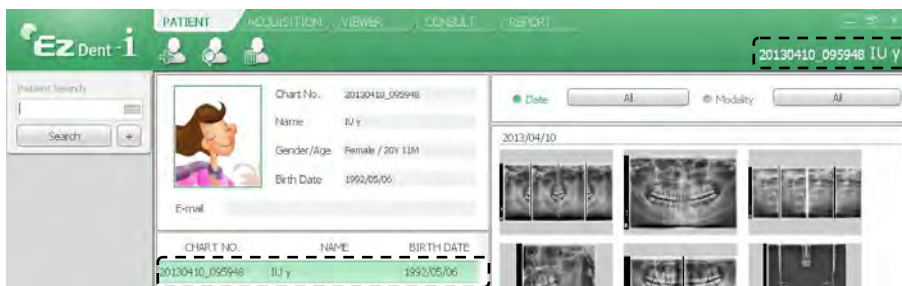 Ez Dent-i
PATIENT ACQUISITION VIEWER CONSULT REPORT
20130410_095948 IU y
Patient Search
Search +
Chart No. 20130410_095948
Name IU y
Gender/Age Female / 20Y 11M
Birth Date 1992/05/06
E-mail
CHART NO. NAME BIRTH DATE
20130410_095948 IU y 1992/05/06
Date All Modality All
2013/04/10